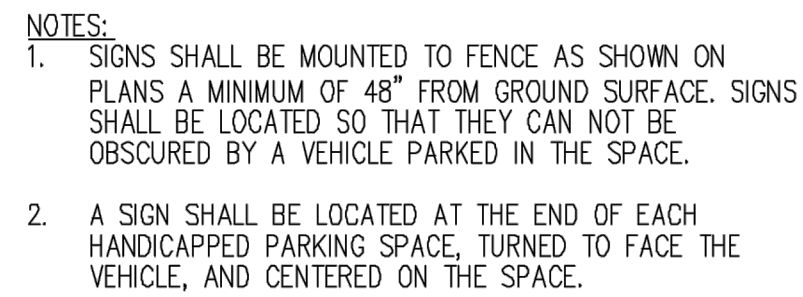 NOTES:
1. SIGNS SHALL BE MOUNTED TO FENCE AS SHOWN ON
PLANS A MINIMUM OF 48" FROM GROUND SURFACE. SIGNS
SHALL BE LOCATED SO THAT THEY CAN NOT BE
OBSCURED BY A VEHICLE PARKED IN THE SPACE.
2. A SIGN SHALL BE LOCATED AT THE END OF EACH
HANDICAPPED PARKING SPACE, TURNED TO FACE THE
VEHICLE, AND CENTERED ON THE SPACE.